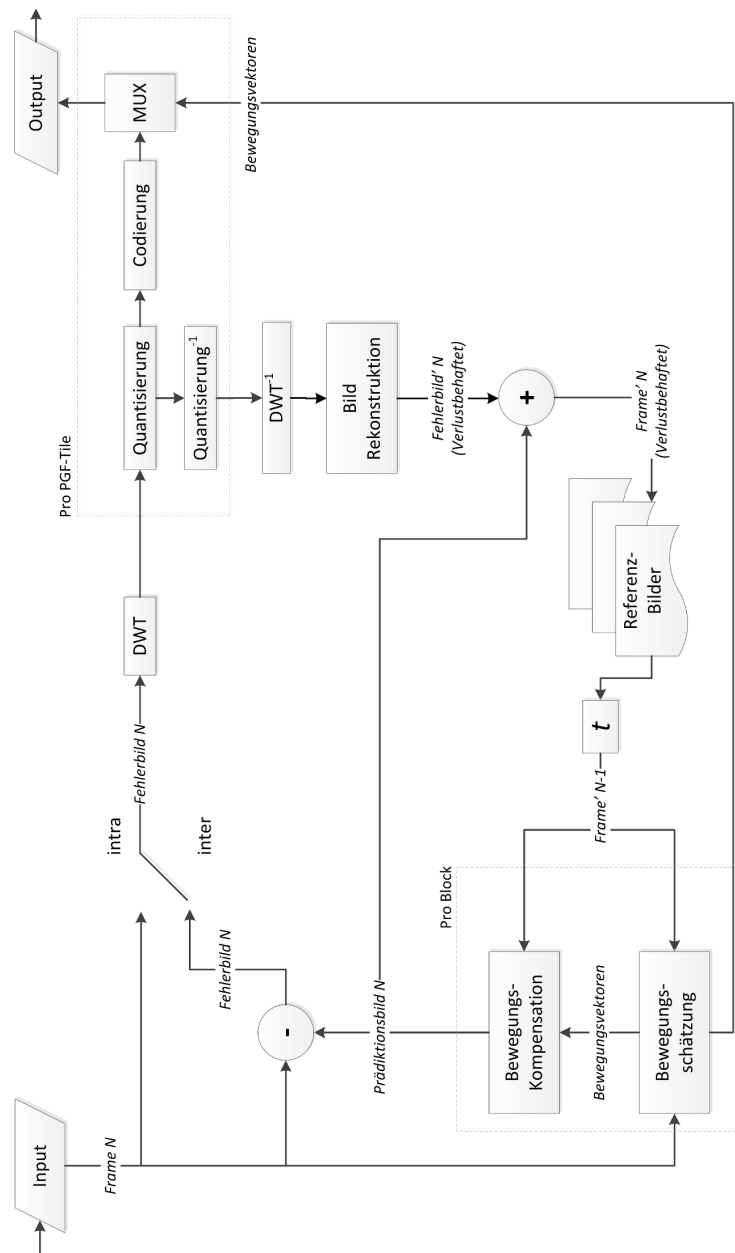 Input
Frame N
intra
inter
Fehlerbild N
Fehlerbild N
DWT
Pro PGF-Tile
Quantisierung
Codierung
MUX
Output
Quantisierung-1
DWT-1
Bild
Rekonstruktion
Fehlerbild' N
(Verlustbehaftet)
+
-
Prädiktionsbild N
Bewegungsvektoren
Frame' N
(Verlustbehaftet)
Referenz-
Bilder
t
Frame' N-1
Pro Block
Bewegungs-
Kompensation
Bewegungsvektoren
Bewegungs-
schätzung